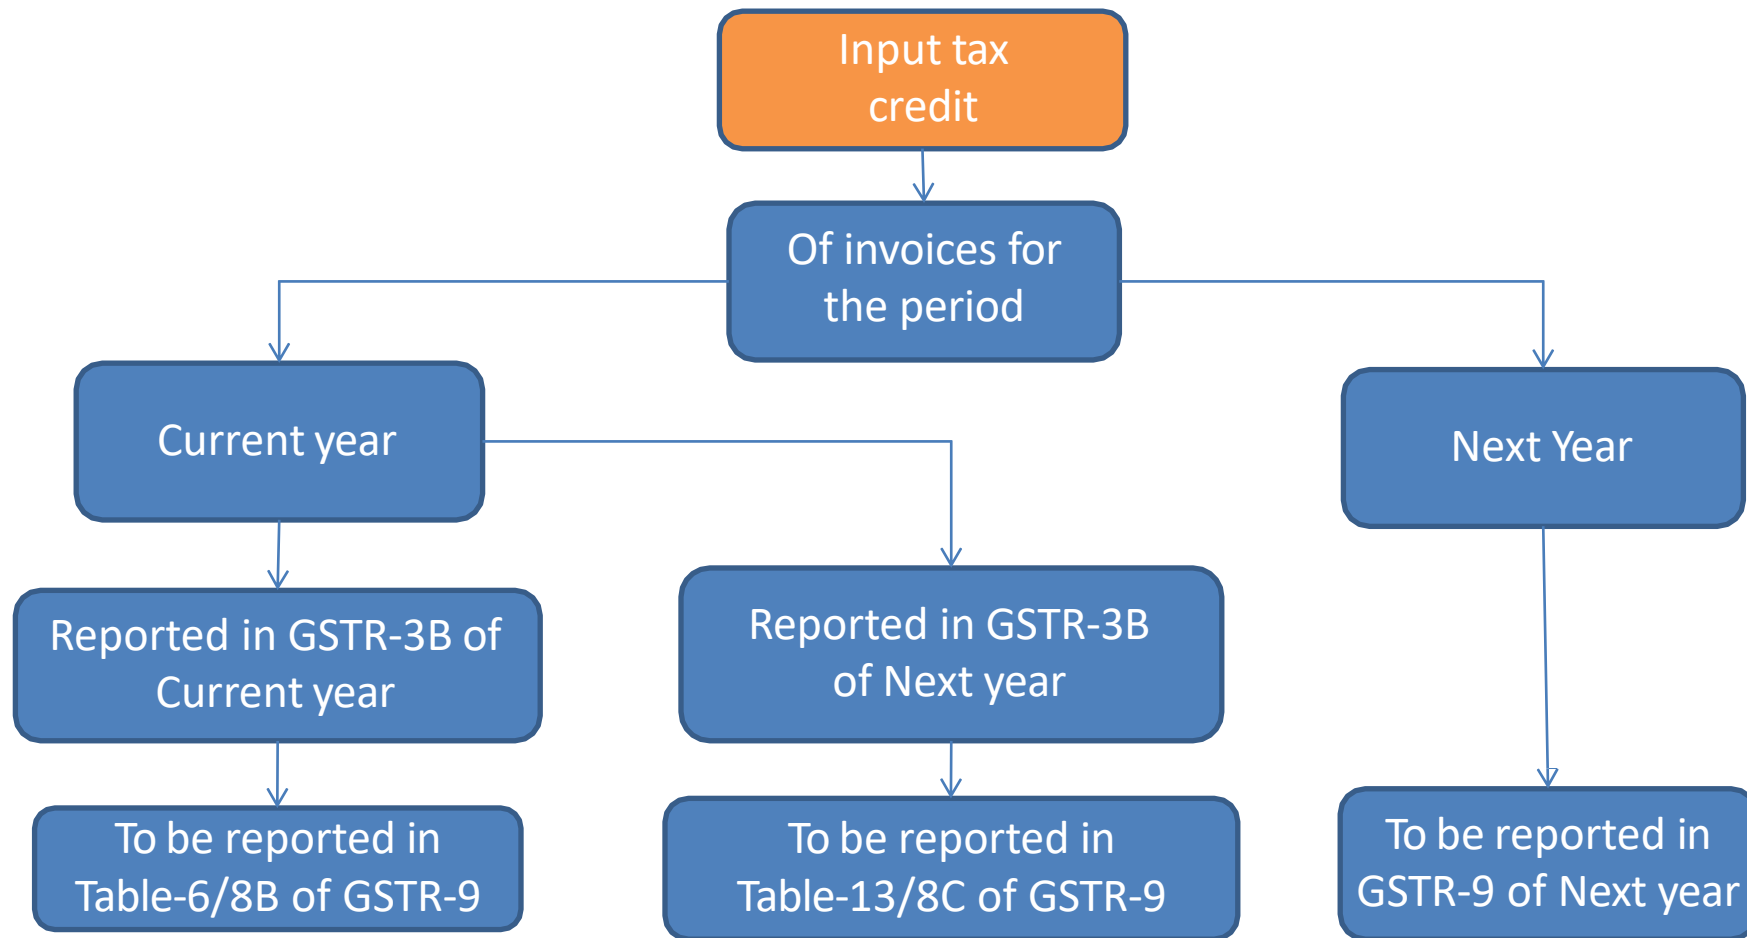 Input tax
credit
Of invoices for
the period
Current year
Next Year
Reported in GSTR-3B of
Current year
Reported in GSTR-3B
of Next year
To be reported in
Table-6/8B of GSTR-9
To be reported in
Table-13/8C of GSTR-9
To be reported in
GSTR-9 of Next year